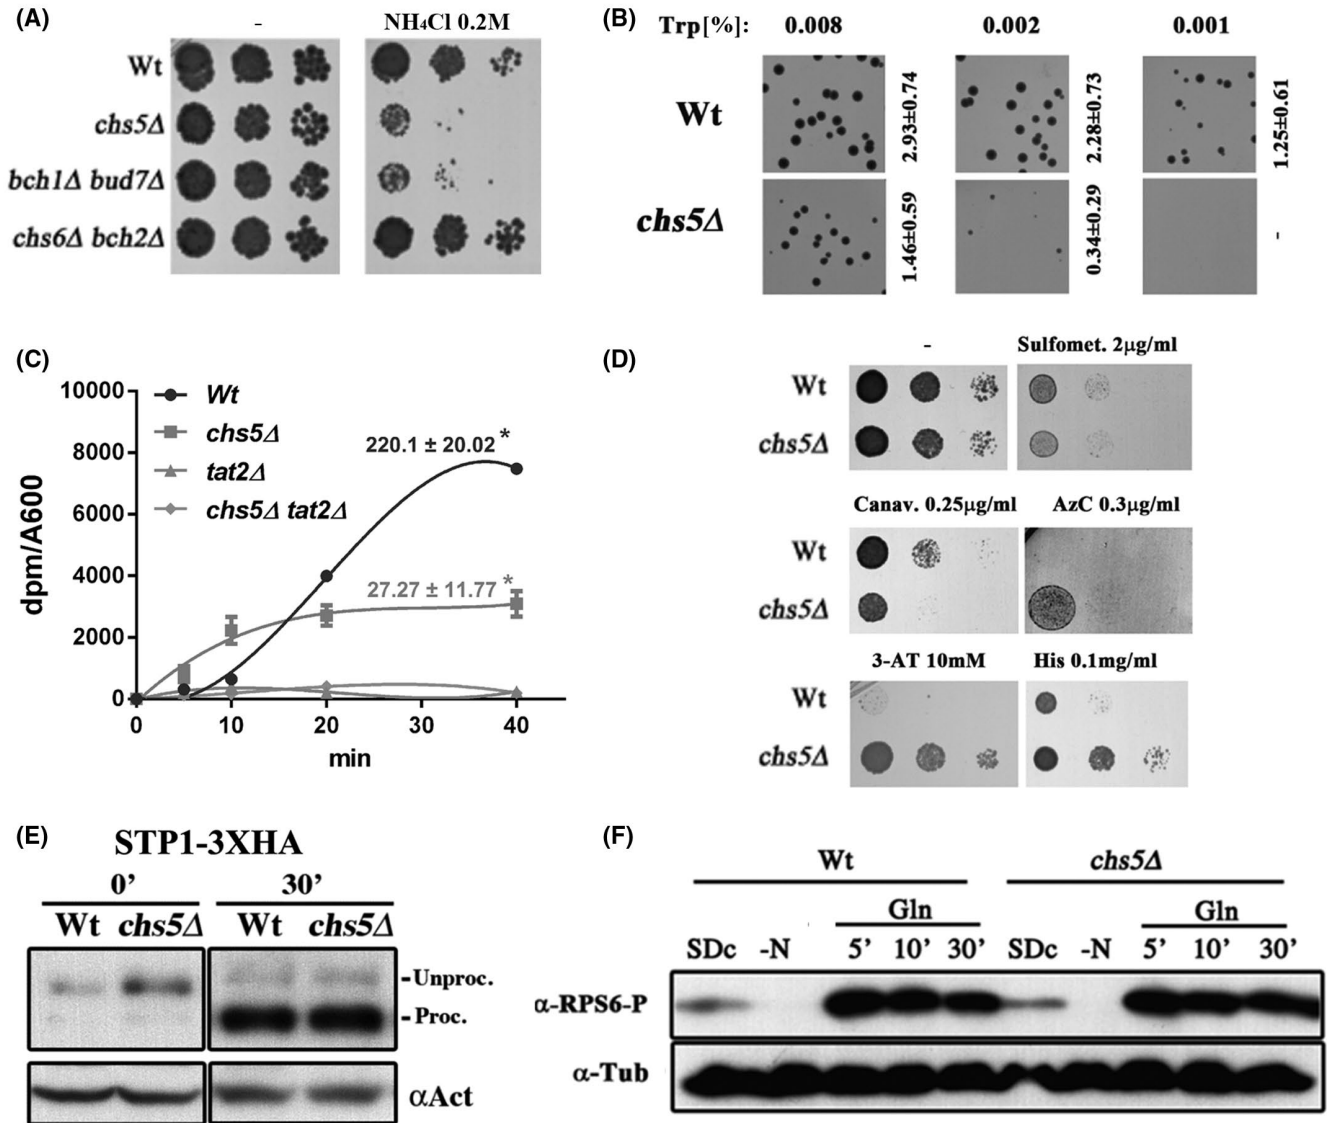 (A)
-
NH₄Cl 0.2M
Wt
chs5Δ
bch1Δ bud7Δ
chs6Δ bch2Δ
(B)
Trp[%]: 0.008 0.002 0.001
Wt
2.93±0.74
2.28±0.73
1.25±0.61
chs5Δ
1.46±0.59
0.34±0.29
-
(C)
10000
8000
6000
4000
2000
0
dpm/A600
Wt
chs5Δ
tat2Δ
chs5Δ tat2Δ
220.1 ± 20.02 *
27.27 ± 11.77 *
0 10 20 30 40
min
(D)
-
Sulfomet. 2μg/ml
Wt
chs5Δ
Canav. 0.25μg/ml
AzC 0.3μg/ml
Wt
chs5Δ
3-AT 10mM
His 0.1mg/ml
Wt
chs5Δ
(E)
STP1-3XHA
0' 30'
Wt chs5Δ Wt chs5Δ
-Unproc.
-Proc.
αAct
(F)
Wt chs5Δ
Gln Gln
SDc -N 5' 10' 30' SDc -N 5' 10' 30'
α-RPS6-P
α-Tub